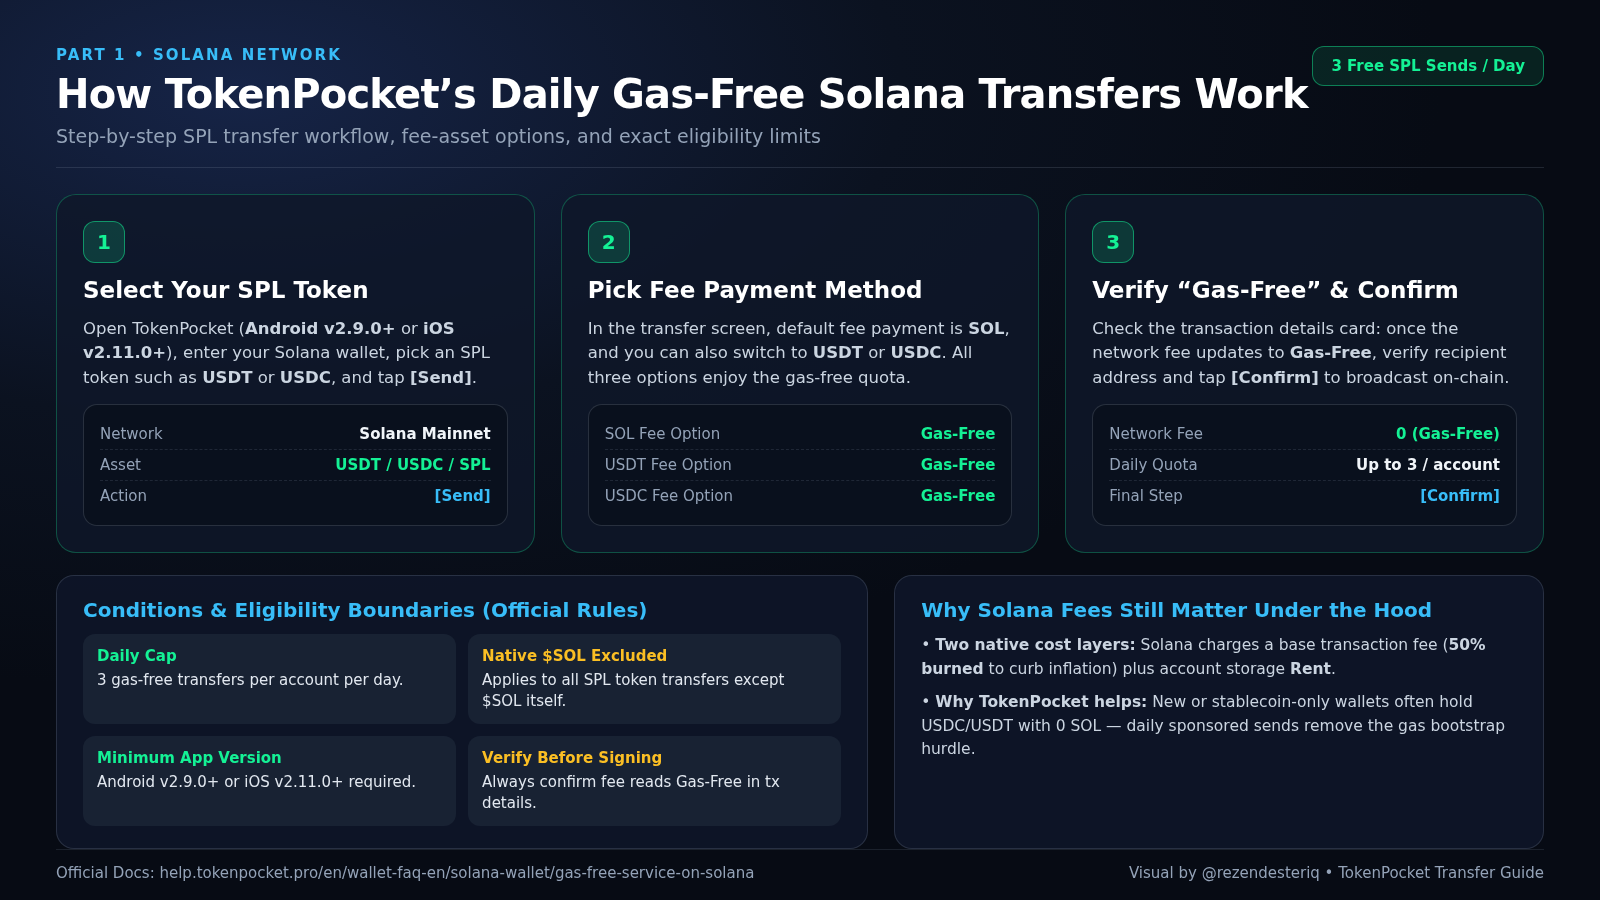 PART 1 • SOLANA NETWORK
How TokenPocket’s Daily Gas-Free Solana Transfers Work
3 Free SPL Sends / Day
Step-by-step SPL transfer workflow, fee-asset options, and exact eligibility limits
1
Select Your SPL Token
Open TokenPocket (Android v2.9.0+ or iOS
v2.11.0+), enter your Solana wallet, pick an SPL
token such as USDT or USDC, and tap [Send].
Network Solana Mainnet
Asset USDT / USDC / SPL
Action [Send]
2
Pick Fee Payment Method
In the transfer screen, default fee payment is SOL,
and you can also switch to USDT or USDC. All
three options enjoy the gas-free quota.
SOL Fee Option Gas-Free
USDT Fee Option Gas-Free
USDC Fee Option Gas-Free
3
Verify “Gas-Free” & Confirm
Check the transaction details card: once the
network fee updates to Gas-Free, verify recipient
address and tap [Confirm] to broadcast on-chain.
Network Fee 0 (Gas-Free)
Daily Quota Up to 3 / account
Final Step [Confirm]
Conditions & Eligibility Boundaries (Official Rules)
Daily Cap
3 gas-free transfers per account per day.
Native $SOL Excluded
Applies to all SPL token transfers except
$SOL itself.
Minimum App Version
Android v2.9.0+ or iOS v2.11.0+ required.
Verify Before Signing
Always confirm fee reads Gas-Free in tx
details.
Why Solana Fees Still Matter Under the Hood
• Two native cost layers: Solana charges a base transaction fee (50%
burned to curb inflation) plus account storage Rent.
• Why TokenPocket helps: New or stablecoin-only wallets often hold
USDC/USDT with 0 SOL — daily sponsored sends remove the gas bootstrap
hurdle.
Official Docs: help.tokenpocket.pro/en/wallet-faq-en/solana-wallet/gas-free-service-on-solana
Visual by @rezendesteriq • TokenPocket Transfer Guide